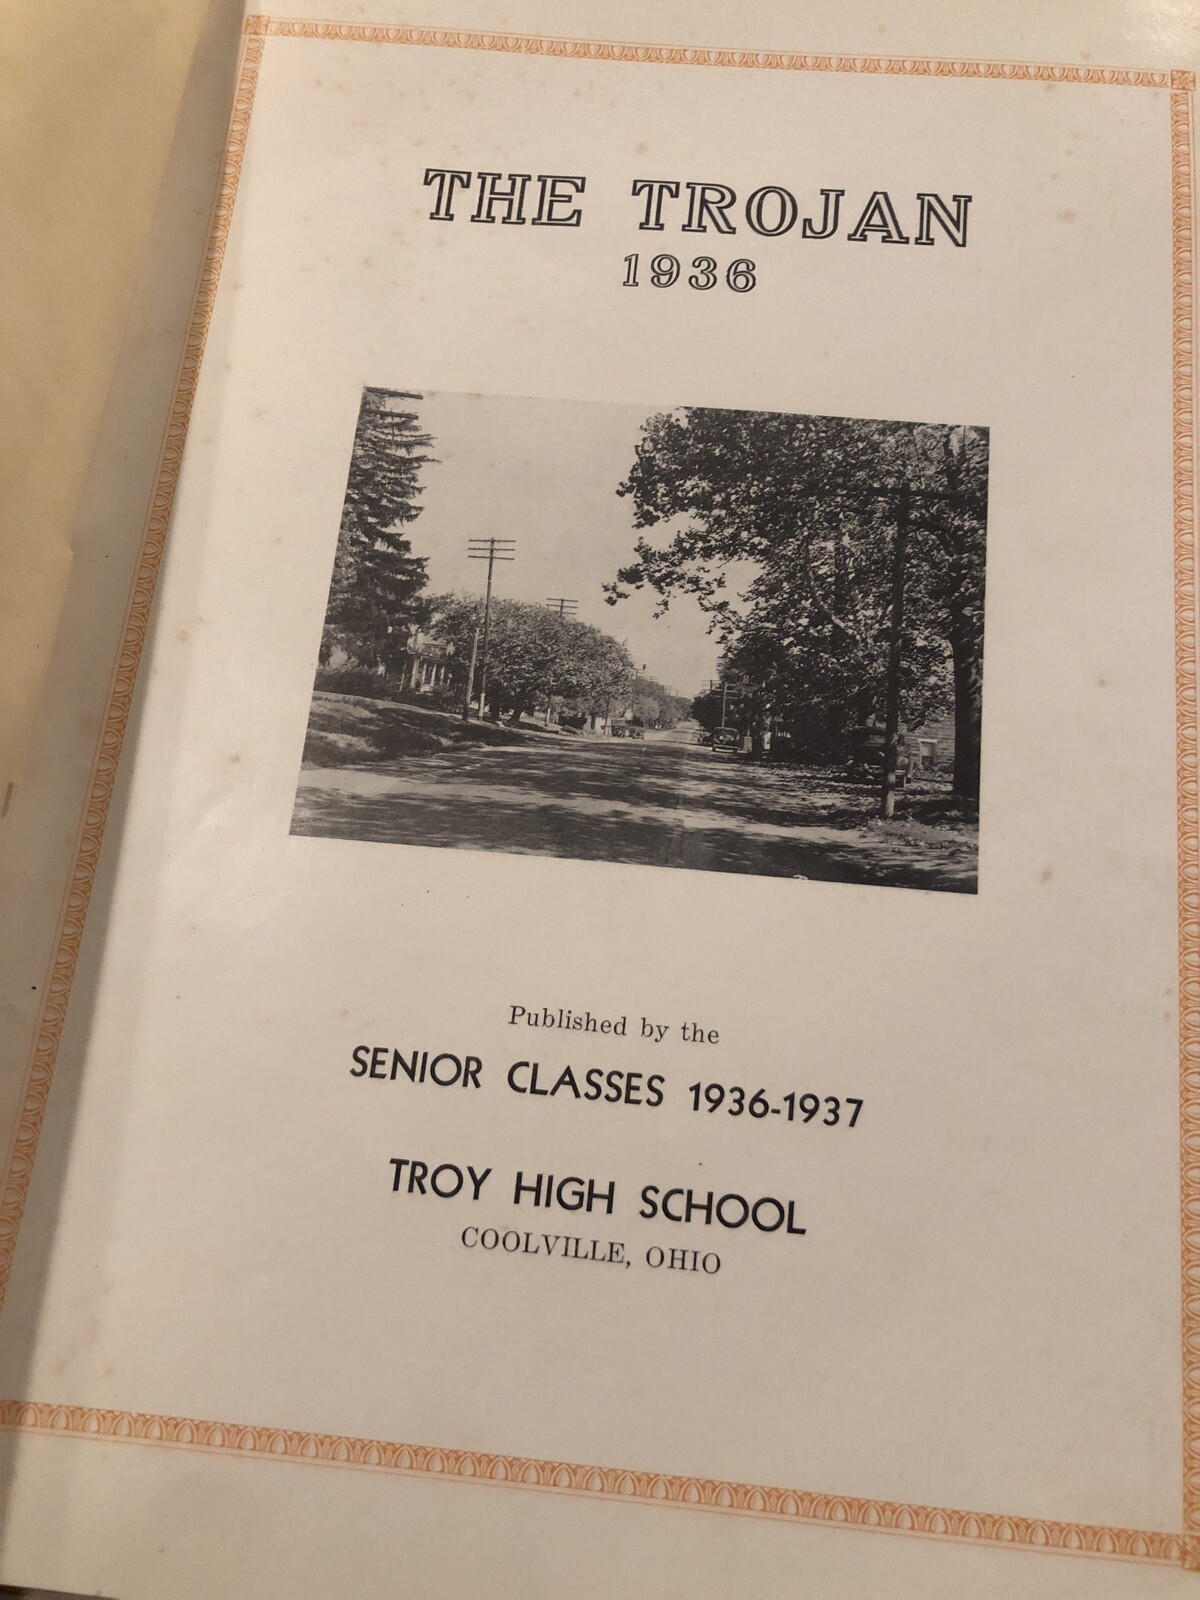 THE TROJAN
1936
Published by the
SENIOR CLASSES 1936-1937
TROY HIGH SCHOOL
COOLVILLE, OHIO